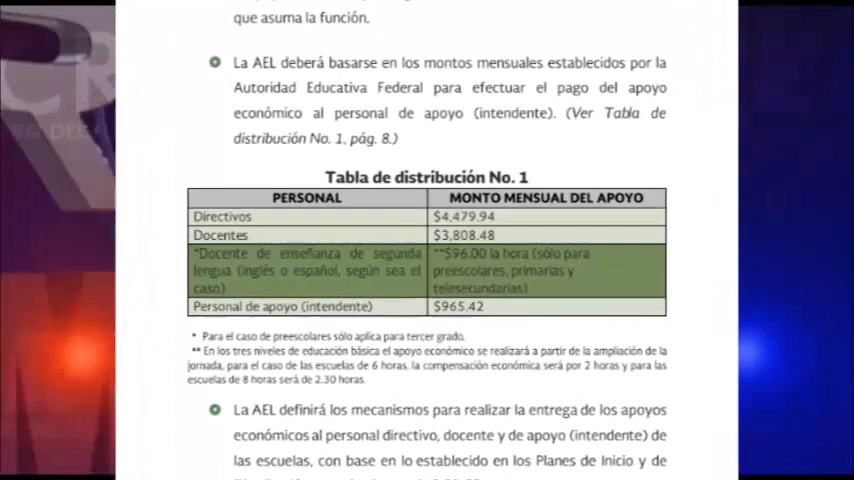 que asuma la función.
La AEL deberá basarse en los montos mensuales establecidos por la
Autoridad Educativa Federal para efectuar el pago del apoyo
económico al personal de apoyo (intendente). (Ver Tabla de
distribución No. 1, pág. 8.)
Tabla de distribución No. 1
PERSONAL MONTO MENSUAL DEL APOYO
Directivos $4,479.94
Docentes $3,808.48
*Docente de enseñanza de segunda
lengua (inglés o español, según sea el
caso)
**$96.00 la hora (sólo para
preescolares, primarias y
telesecundarias)
Personal de apoyo (intendente) $965.42
* Para el caso de preescolares sólo aplica para tercer grado.
** En los tres niveles de educación básica el apoyo económico se realizará a partir de la ampliación de la
jornada, para el caso de las escuelas de 6 horas, la compensación económica será por 2 horas y para las
escuelas de 8 horas será de 2.30 horas.
La AEL definirá los mecanismos para realizar la entrega de los apoyos
económicos al personal directivo, docente y de apoyo (intendente) de
las escuelas, con base en lo establecido en los Planes de Inicio y de